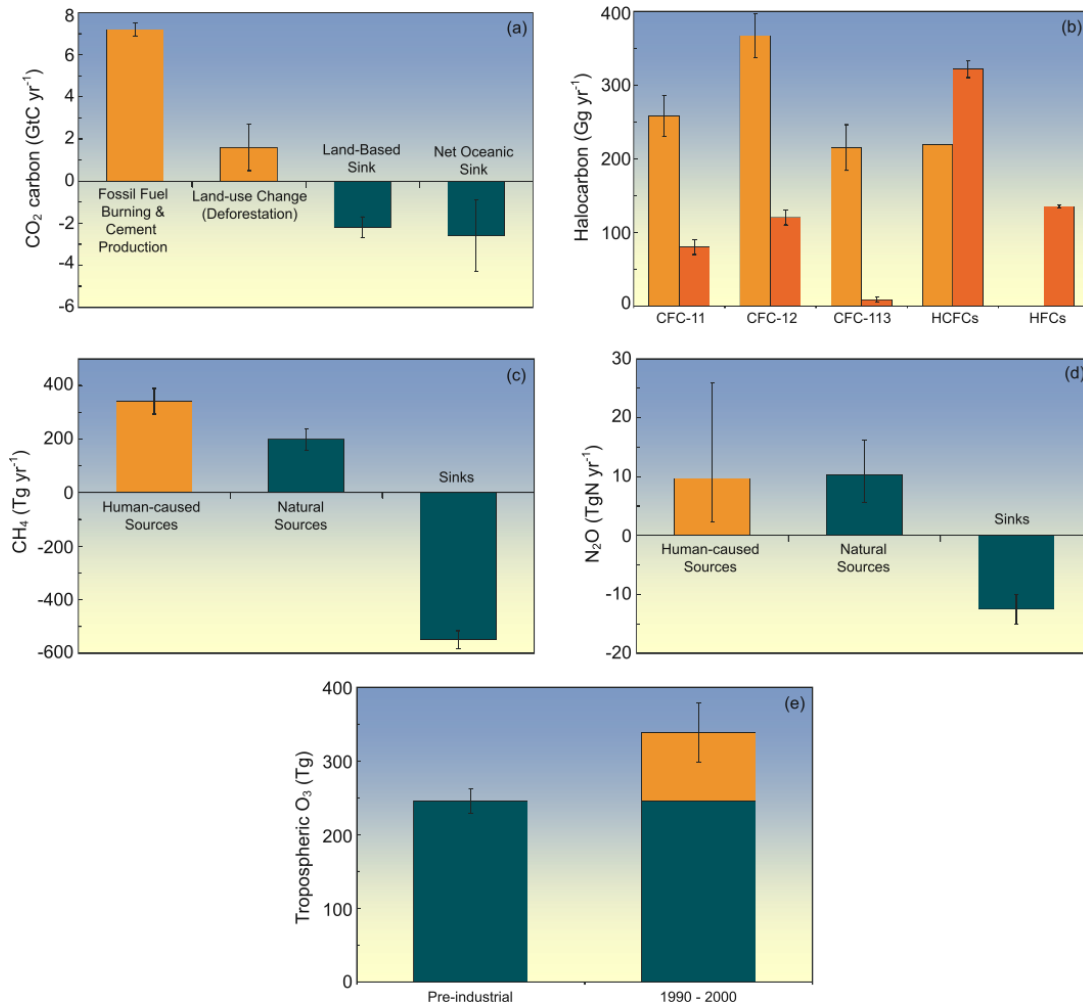 (a)
CO₂ carbon (GtC yr⁻¹)
8
6
4
2
0
-2
-4
-6
Fossil Fuel
Burning &
Cement
Production
Land-use Change
(Deforestation)
Land-Based
Sink
Net Oceanic
Sink
(b)
Halocarbon (Gg yr⁻¹)
400
300
200
100
0
CFC-11
CFC-12
CFC-113
HCFCs
HFCs
(c)
CH₄ (Tg yr⁻¹)
400
200
0
-200
-400
-600
Human-caused
Sources
Natural
Sources
Sinks
(d)
N₂O (TgN yr⁻¹)
30
20
10
0
-10
-20
Human-caused
Sources
Natural
Sources
Sinks
(e)
Tropospheric O₃ (Tg)
400
300
200
100
0
Pre-industrial
1990 - 2000